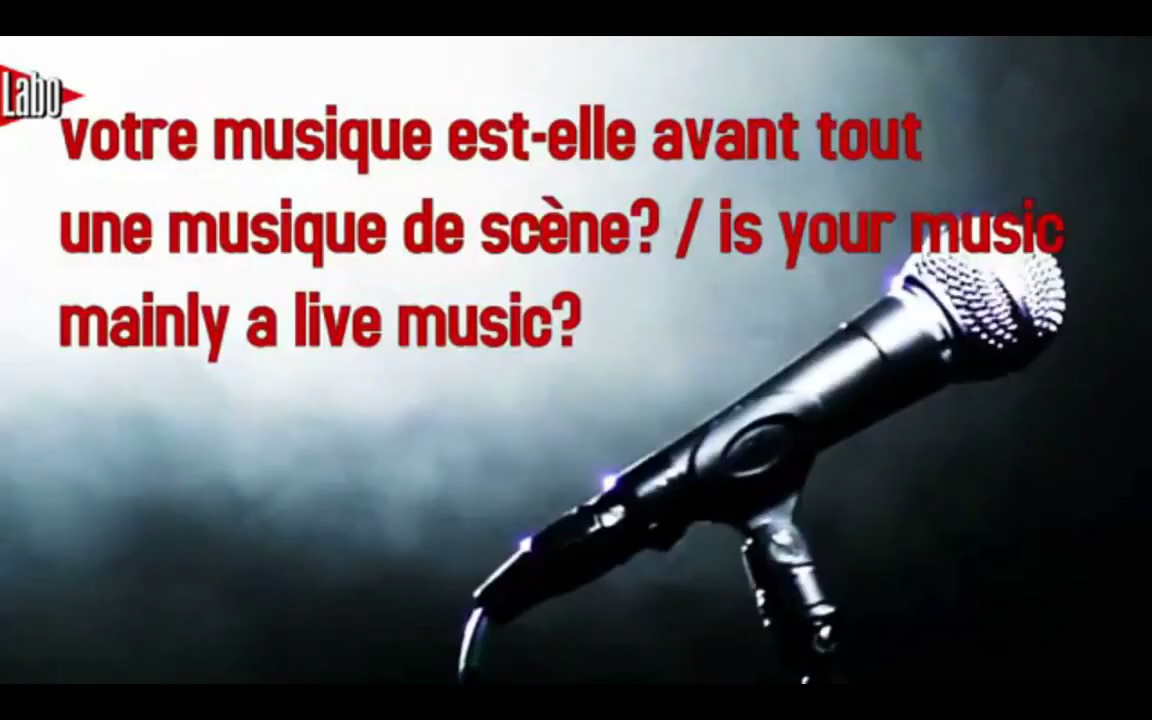 Labo
votre musique est-elle avant tout
une musique de scène? / is your music
mainly a live music?